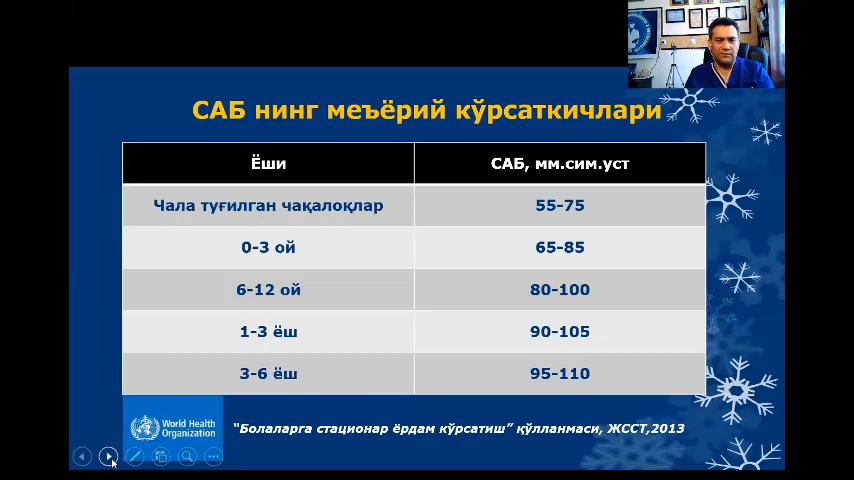 САБ нинг меъёрий кўрсаткичлари
Ёши САБ, мм.сим.уст
Чала туғилган чақалоқлар 55-75
0-3 ой 65-85
6-12 ой 80-100
1-3 ёш 90-105
3-6 ёш 95-110
World Health
Organization
“Болаларга стационар ёрдам кўрсатиш” қўлланмаси, ЖССТ,2013